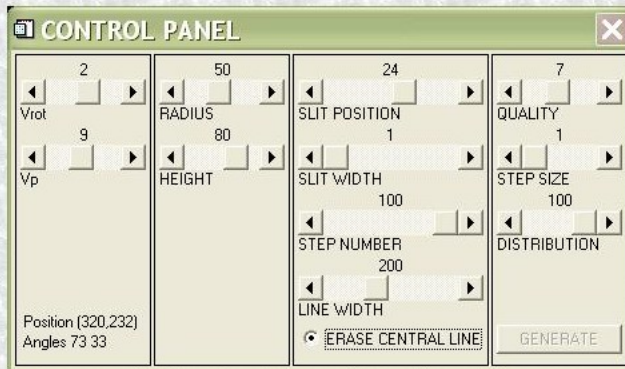 CONTROL PANEL
2
Vrot
9
Vp
Position (320,232)
Angles 73 33
50
RADIUS
80
HEIGHT
24
SLIT POSITION
1
SLIT WIDTH
100
STEP NUMBER
200
LINE WIDTH
ERASE CENTRAL LINE
7
QUALITY
1
STEP SIZE
100
DISTRIBUTION
GENERATE